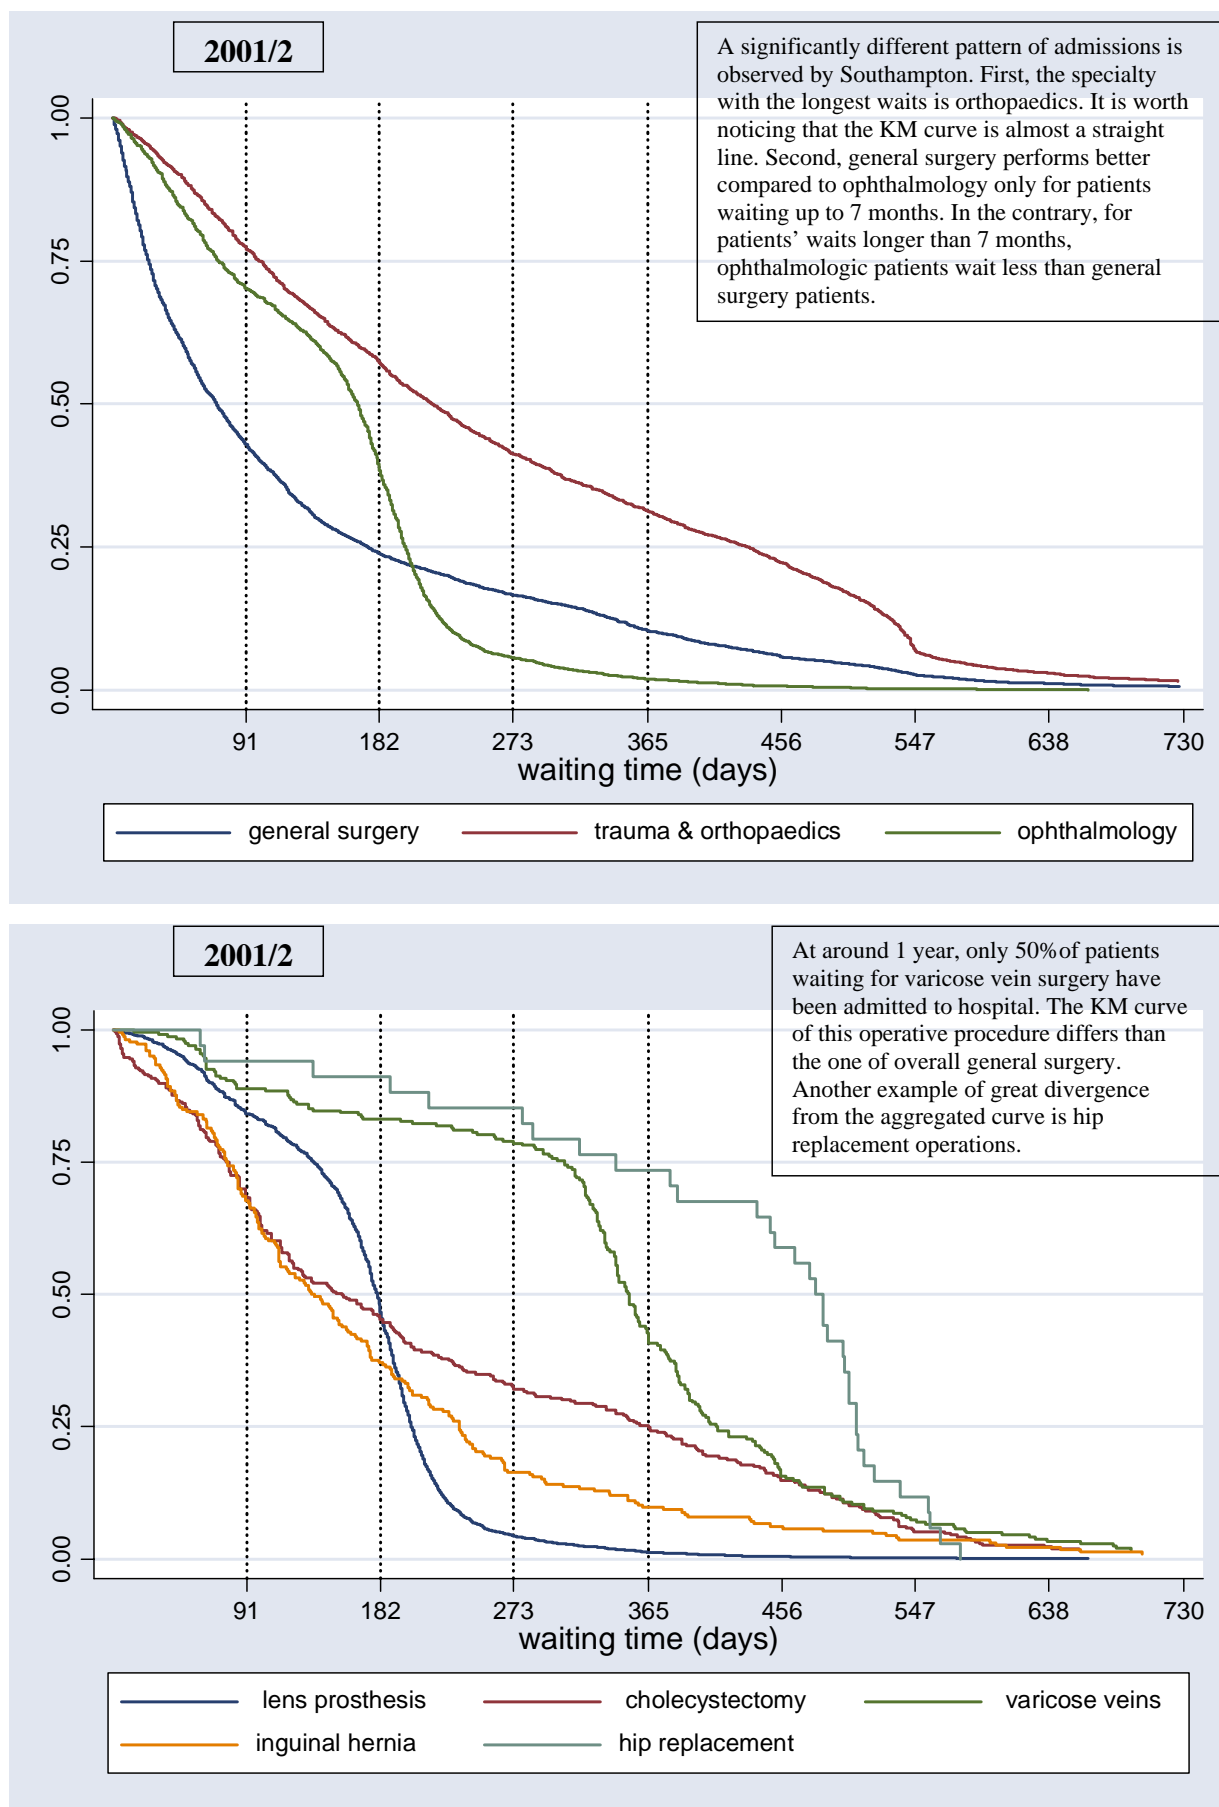 2001/2
A significantly different pattern of admissions is
observed by Southampton. First, the specialty
with the longest waits is orthopaedics. It is worth
noticing that the KM curve is almost a straight
line. Second, general surgery performs better
compared to ophthalmology only for patients
waiting up to 7 months. In the contrary, for
patients' waits longer than 7 months,
ophthalmologic patients wait less than general
surgery patients.
1.00
0.75
0.50
0.25
0.00
91 182 273 365 456 547 638 730
waiting time (days)
general surgery trauma & orthopaedics ophthalmology
2001/2
At around 1 year, only 50%of patients
waiting for varicose vein surgery have
been admitted to hospital. The KM curve
of this operative procedure differs than
the one of overall general surgery.
Another example of great divergence
from the aggregated curve is hip
replacement operations.
1.00
0.75
0.50
0.25
0.00
91 182 273 365 456 547 638 730
waiting time (days)
lens prosthesis cholecystectomy varicose veins
inguinal hernia hip replacement